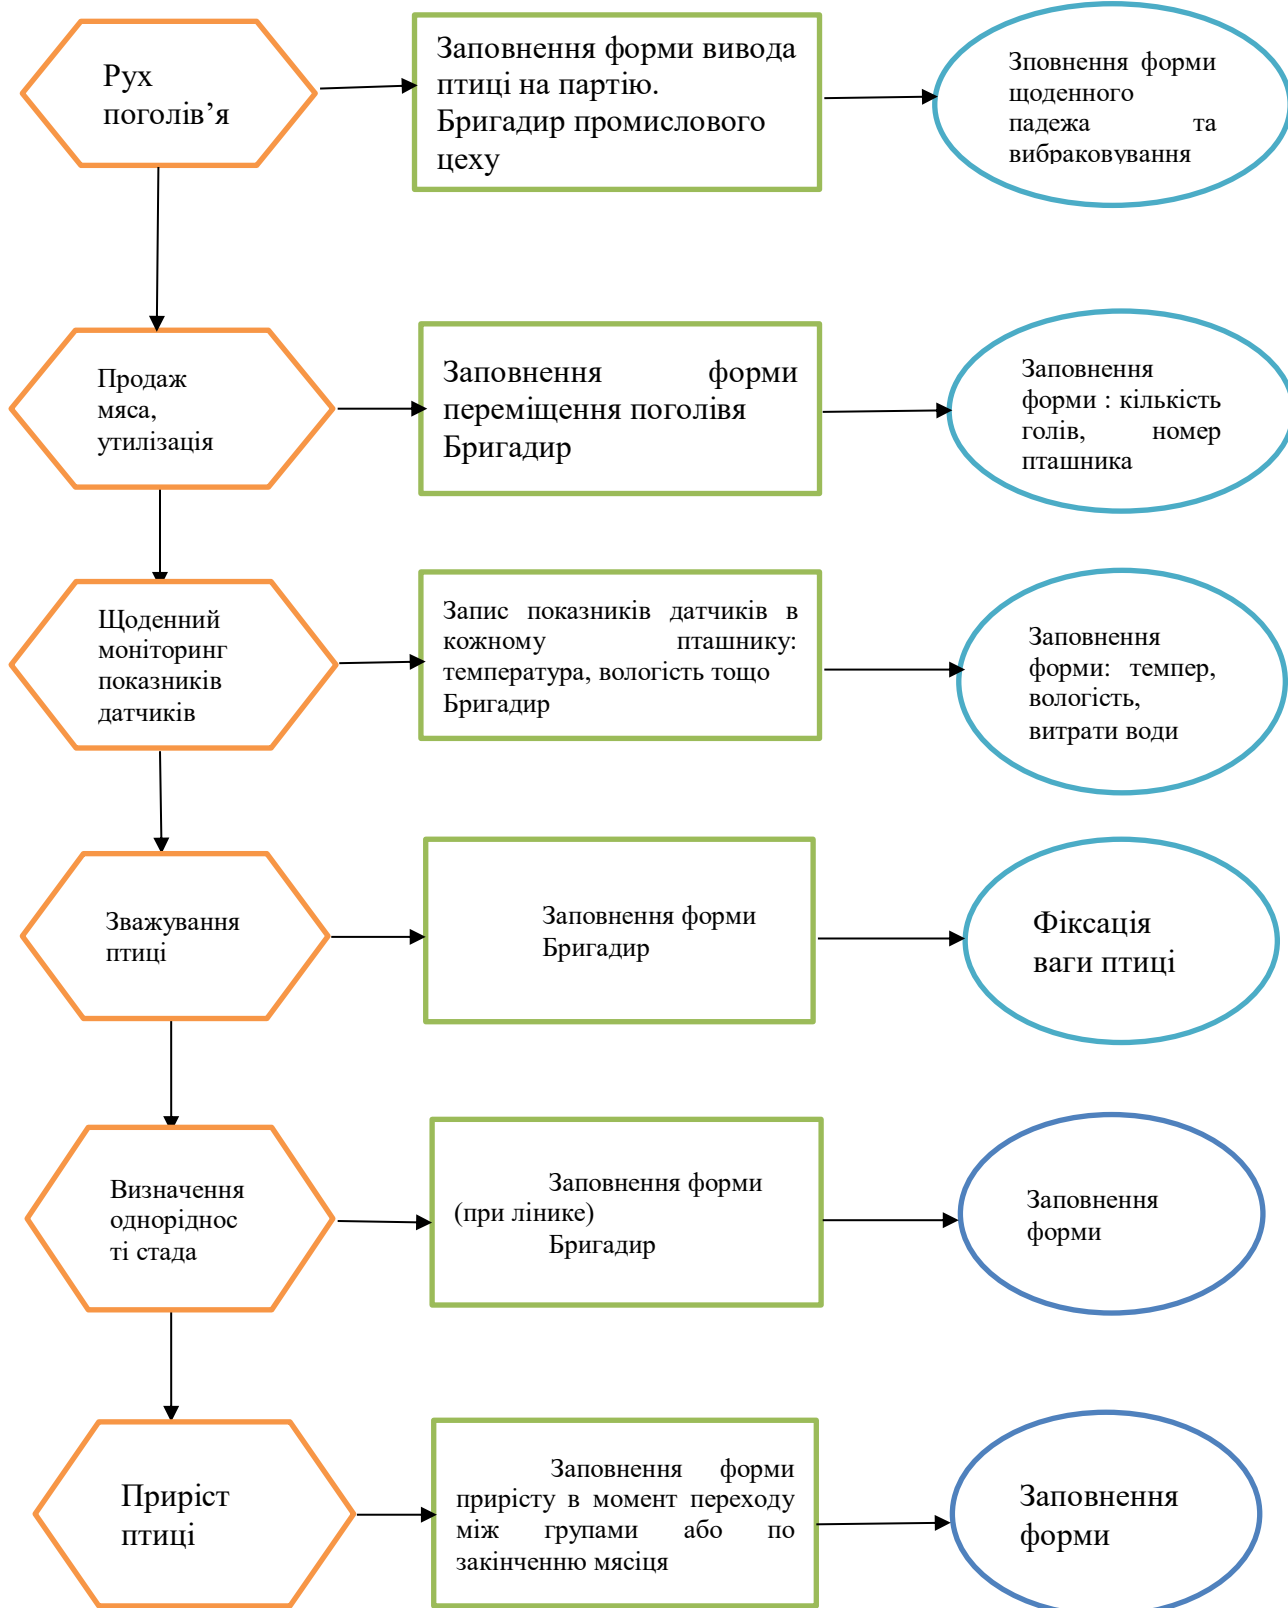 Рух
поголів’я
Заповнення форми вивода
птиці на партію.
Бригадир промислового
цеху
Зповнення форми
щоденного
падежа та
вибраковування
Продаж
мяса,
утилізація
Заповнення форми
переміщення поголівя
Бригадир
Заповнення
форми : кількість
голів, номер
пташника
Щоденний
моніторинг
показників
датчиків
Запис показників датчиків в
кожному пташнику:
температура, вологість тощо
Бригадир
Заповнення
форми: темпер,
вологість,
витрати води
Зважування
птиці
Заповнення форми
Бригадир
Фіксація
ваги птиці
Визначення
одноріднос
ті стада
Заповнення форми
(при лінике)
Бригадир
Заповнення
форми
Приріст
птиці
Заповнення форми
прирісту в момент переходу
між групами або по
закінченню мясіця
Заповнення
форми